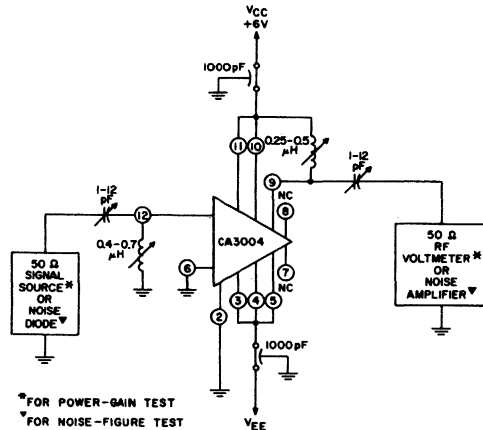 VCC
+6V
1000pF
11
10
0.25-0.5
μH
1-12
pF
9
NC
8
1-12
pF
12
CA3004
0.4-0.7
μH
6
7
NC
50 Ω
SIGNAL
SOURCE*
OR
NOISE
DIODE▼
50 Ω
RF
VOLTMETER*
OR
NOISE
AMPLIFIER▼
2
3
4
5
1000pF
*FOR POWER-GAIN TEST
▼FOR NOISE-FIGURE TEST
VEE